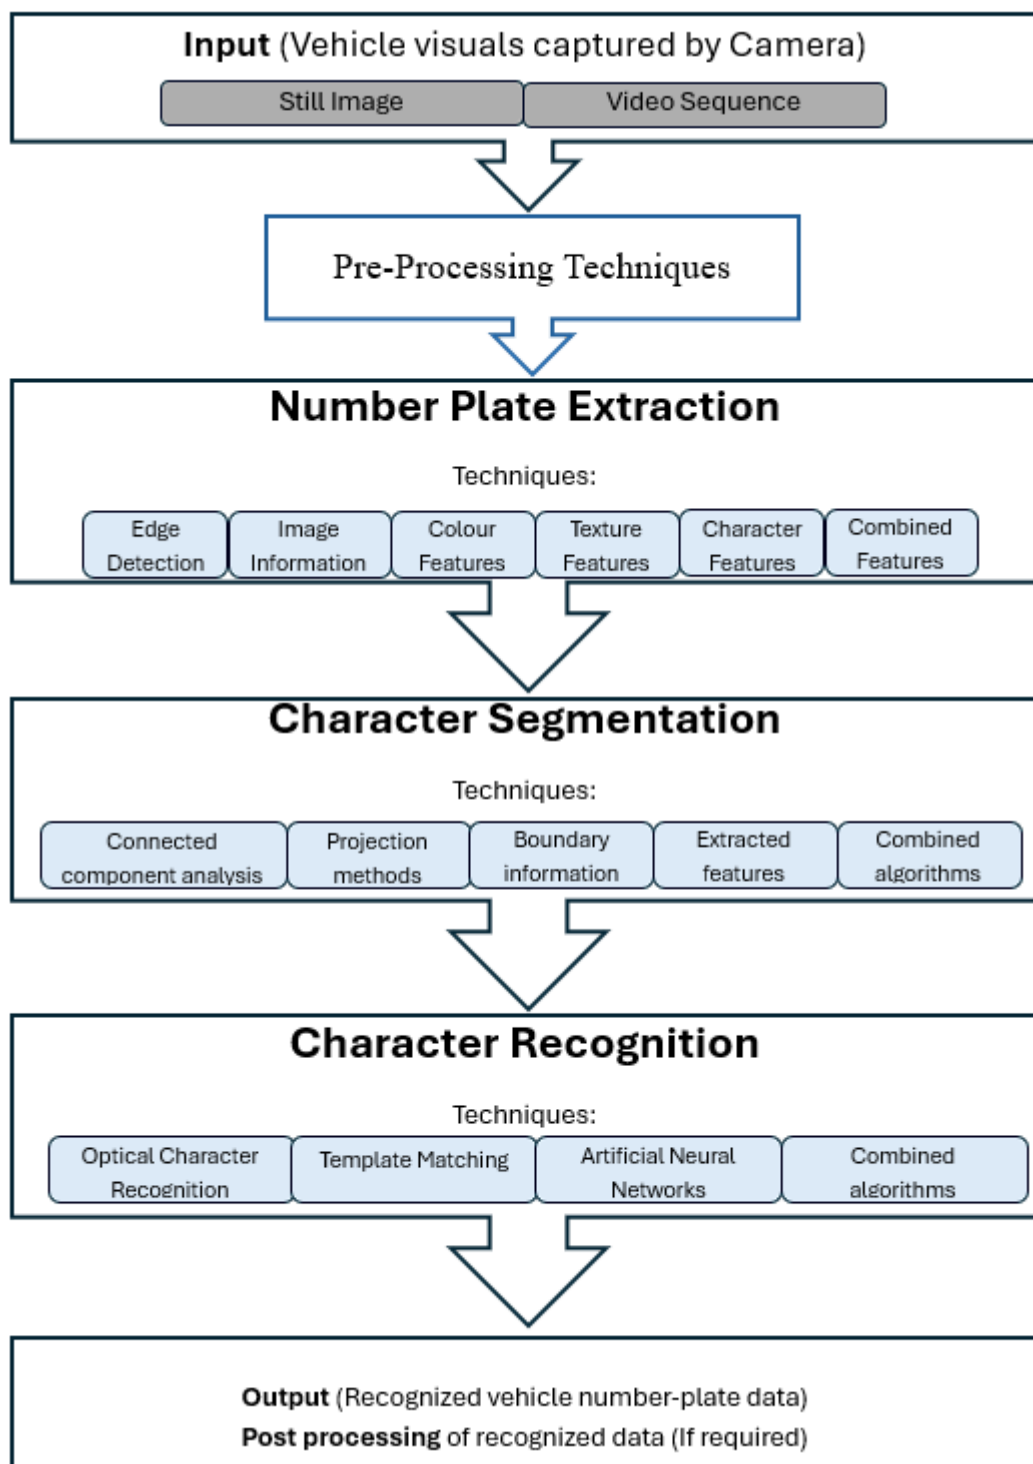 Input (Vehicle visuals captured by Camera)
Still Image
Video Sequence
Pre-Processing Techniques
Number Plate Extraction
Techniques:
Edge
Detection
Image
Information
Colour
Features
Texture
Features
Character
Features
Combined
Features
Character Segmentation
Techniques:
Connected
component analysis
Projection
methods
Boundary
information
Extracted
features
Combined
algorithms
Character Recognition
Techniques:
Optical Character
Recognition
Template Matching
Artificial Neural
Networks
Combined
algorithms
Output (Recognized vehicle number-plate data)
Post processing of recognized data (If required)